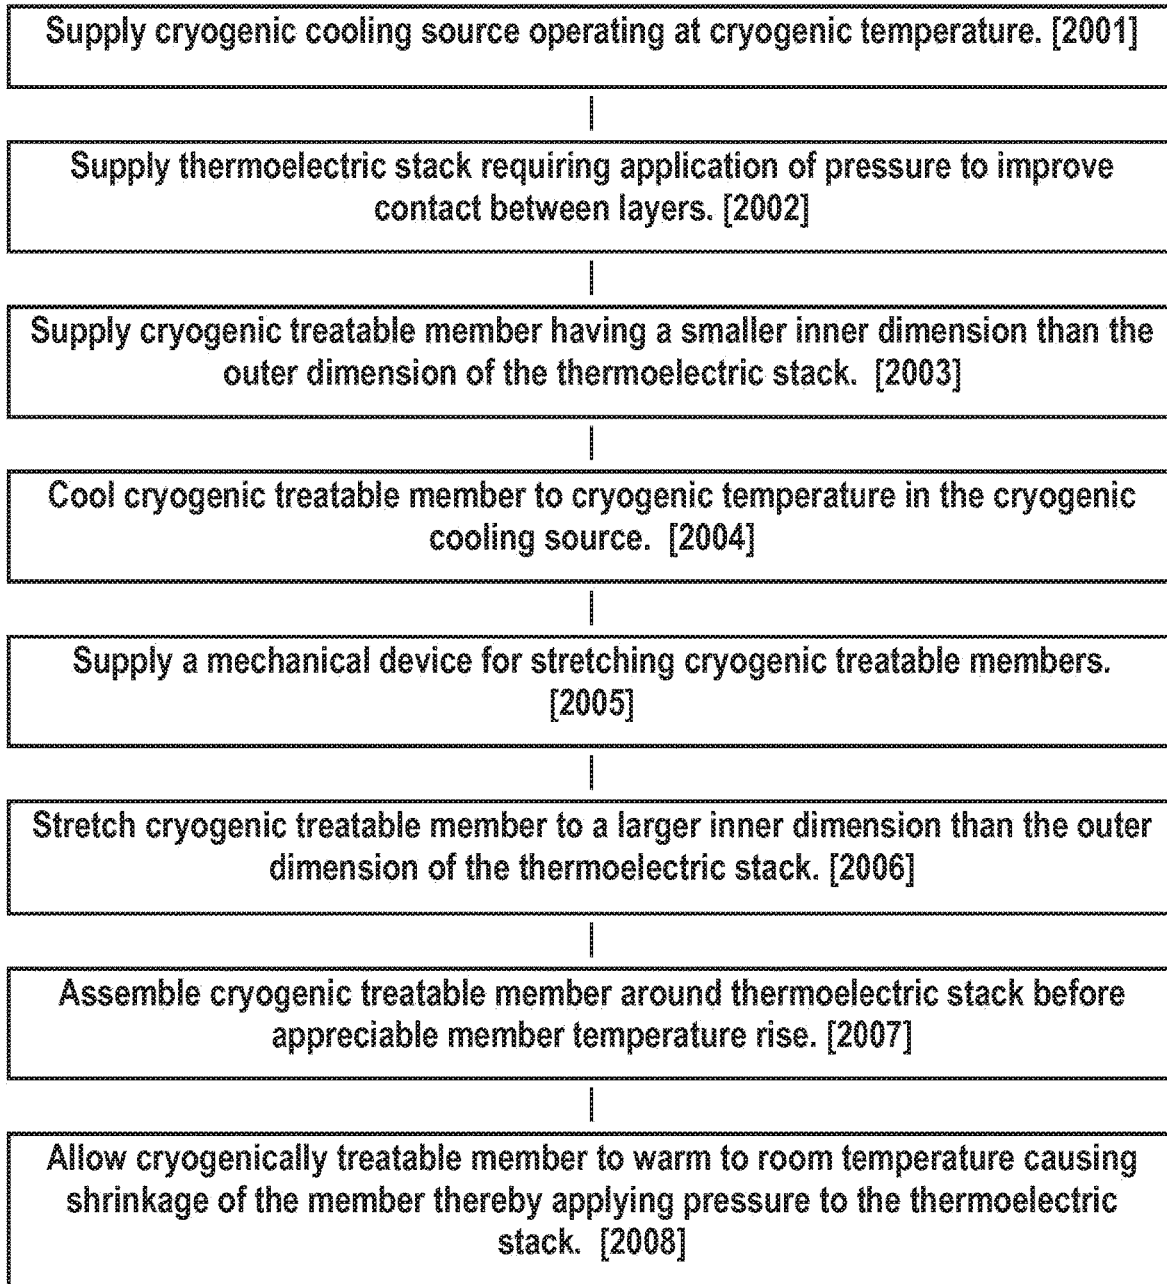 Supply cryogenic cooling source operating at cryogenic temperature. [2001]
Supply thermoelectric stack requiring application of pressure to improve
contact between layers. [2002]
Supply cryogenic treatable member having a smaller inner dimension than the
outer dimension of the thermoelectric stack. [2003]
Cool cryogenic treatable member to cryogenic temperature in the cryogenic
cooling source. [2004]
Supply a mechanical device for stretching cryogenic treatable members.
[2005]
Stretch cryogenic treatable member to a larger inner dimension than the outer
dimension of the thermoelectric stack. [2006]
Assemble cryogenic treatable member around thermoelectric stack before
appreciable member temperature rise. [2007]
Allow cryogenically treatable member to warm to room temperature causing
shrinkage of the member thereby applying pressure to the thermoelectric
stack. [2008]